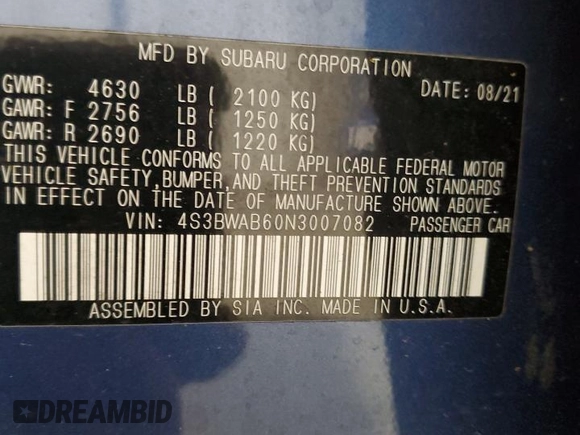 MFD BY SUBARU CORPORATION
GVWR: 4630 LB ( 2100 KG) DATE: 08/21
GAWR: F 2756 LB ( 1250 KG)
GAWR: R 2690 LB ( 1220 KG)
THIS VEHICLE CONFORMS TO ALL APPLICABLE FEDERAL MOTOR
VEHICLE SAFETY, BUMPER, AND THEFT PREVENTION STANDARDS
IN EFFECT ON THE DATE OF MANUFACTURE SHOWN ABOVE.
VIN: 4S3BWAB60N3007082 PASSENGER CAR
ASSEMBLED BY SIA INC. MADE IN U.S.A.
DREAMBID